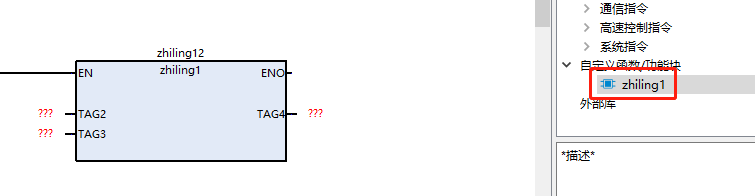 zhiling12
zhiling1
EN
ENO
??? TAG2
TAG4 ???
??? TAG3
通信指令
高速控制指令
系统指令
自定义函数/功能块
zhiling1
外部库
*描述*